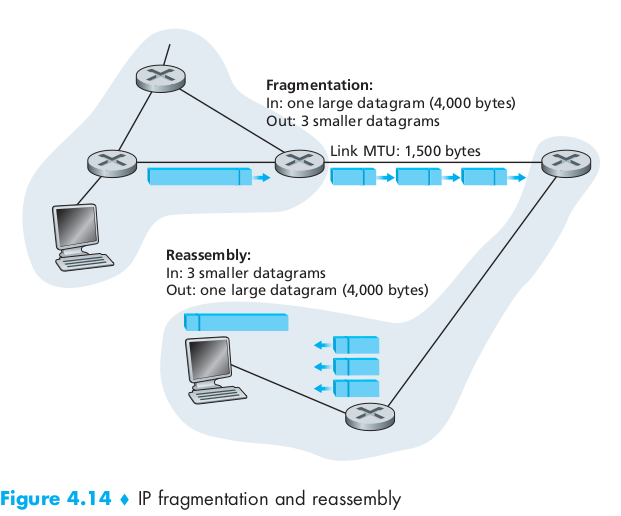 Fragmentation:
In: one large datagram (4,000 bytes)
Out: 3 smaller datagrams
Link MTU: 1,500 bytes
Reassembly:
In: 3 smaller datagrams
Out: one large datagram (4,000 bytes)
Figure 4.14 ♦ IP fragmentation and reassembly